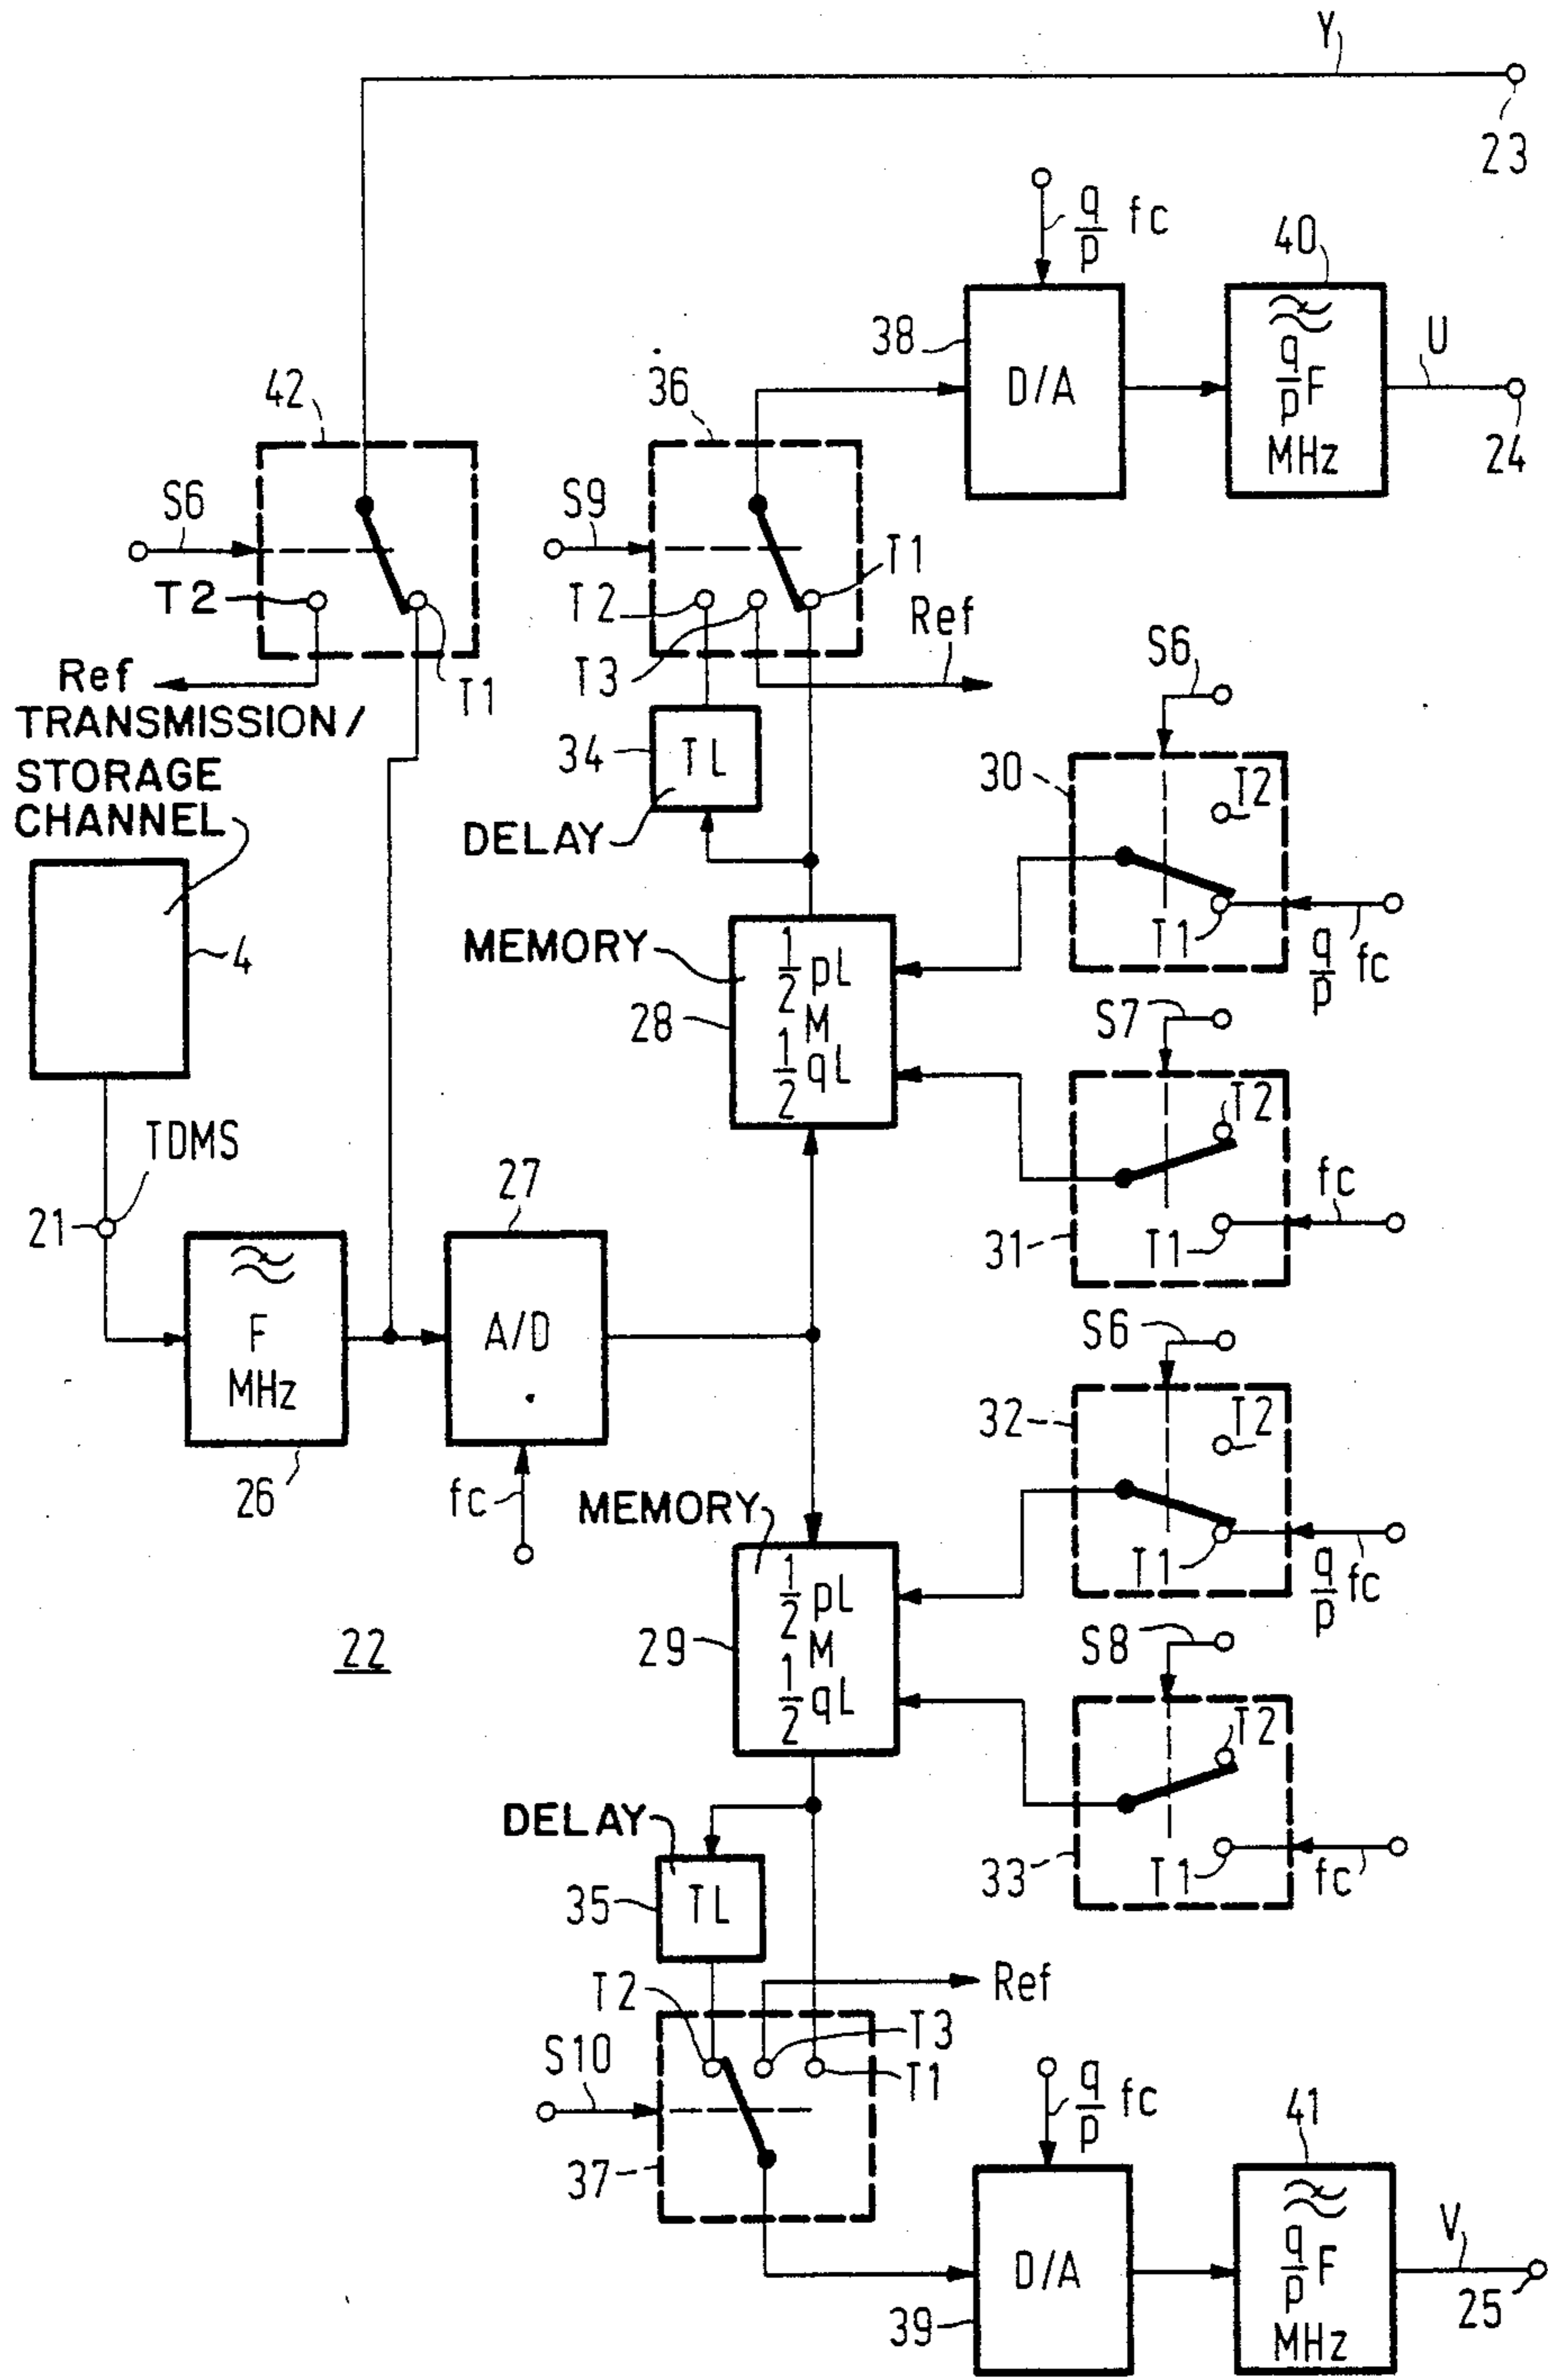 Y
23
q/p fc
40
38
D/A
q/p F
MHz
U
24
42
36
S6
S9
T2
T1
T2
T3
T1
Ref
Ref
TRANSMISSION/
STORAGE
CHANNEL
4
34
TL
DELAY
S6
30
T2
T1
q/p fc
MEMORY
28
1/2 pL
M
1/2 qL
S7
T2
31
T1
fc
TDMS
21
27
F
MHz
26
A/D
fc
S6
32
T2
T1
q/p fc
MEMORY
29
1/2 pL
M
1/2 qL
22
S8
T2
33
T1
fc
DELAY
35
TL
T2
Ref
T3
T1
S10
37
q/p fc
41
D/A
39
q/p F
MHz
V
25